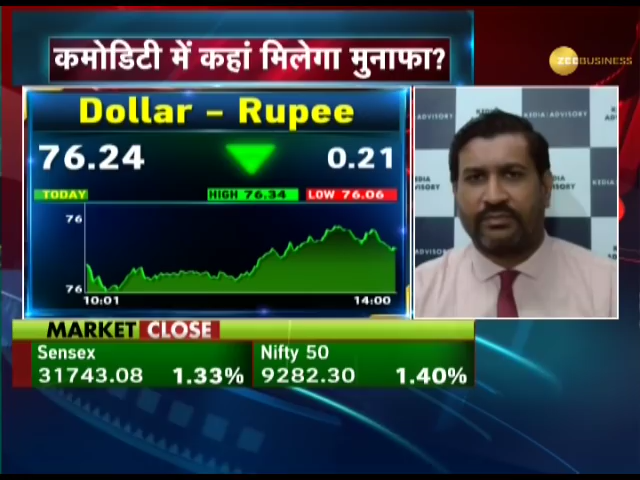 कमोडिटी में कहां मिलेगा मुनाफा?
ZEE BUSINESS
Dollar – Rupee
76.24 0.21
TODAY HIGH 76.34 LOW 76.06
76
76
10:01 14:00
KEDIA ADVISORY
MARKET CLOSE
Sensex
31743.08 1.33%
Nifty 50
9282.30 1.40%